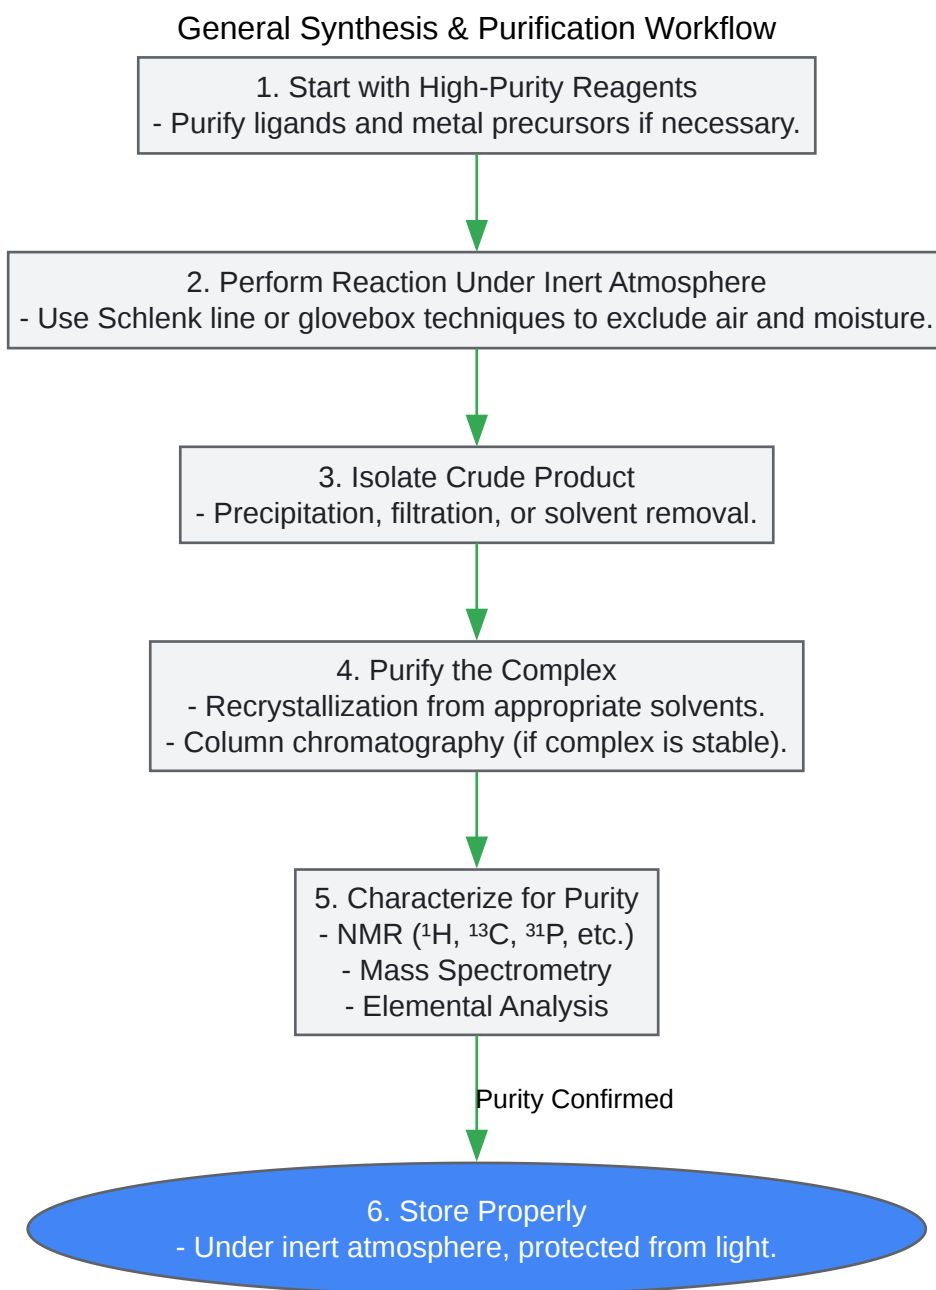 General Synthesis & Purification Workflow
1. Start with High-Purity Reagents
- Purify ligands and metal precursors if necessary.
2. Perform Reaction Under Inert Atmosphere
- Use Schlenk line or glovebox techniques to exclude air and moisture.
3. Isolate Crude Product
- Precipitation, filtration, or solvent removal.
4. Purify the Complex
- Recrystallization from appropriate solvents.
- Column chromatography (if complex is stable).
5. Characterize for Purity
- NMR (¹H, ¹³C, ³¹P, etc.)
- Mass Spectrometry
- Elemental Analysis
Purity Confirmed
6. Store Properly
- Under inert atmosphere, protected from light.